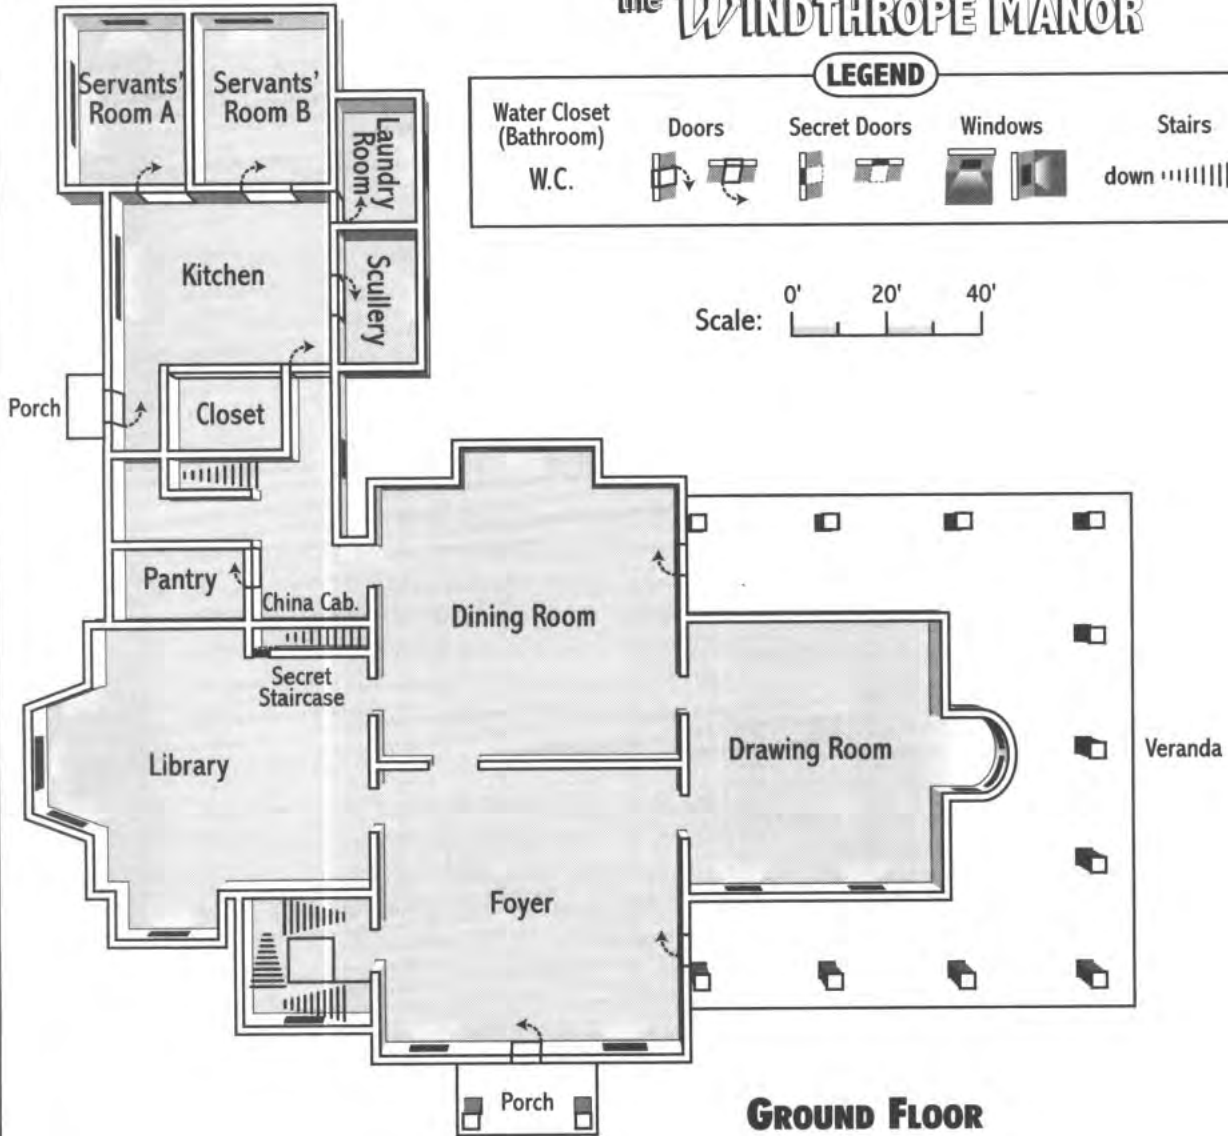 the WINDTHROPE MANOR
LEGEND
Water Closet
(Bathroom)
W.C.
Doors
Secret Doors
Windows
Stairs
down
Scale:
0' 20' 40'
Servants'
Room A
Servants'
Room B
Laundry
Room
Kitchen
Scullery
Porch
Closet
Pantry
China Cab.
Dining Room
Secret
Staircase
Library
Drawing Room
Veranda
Foyer
Porch
GROUND FLOOR